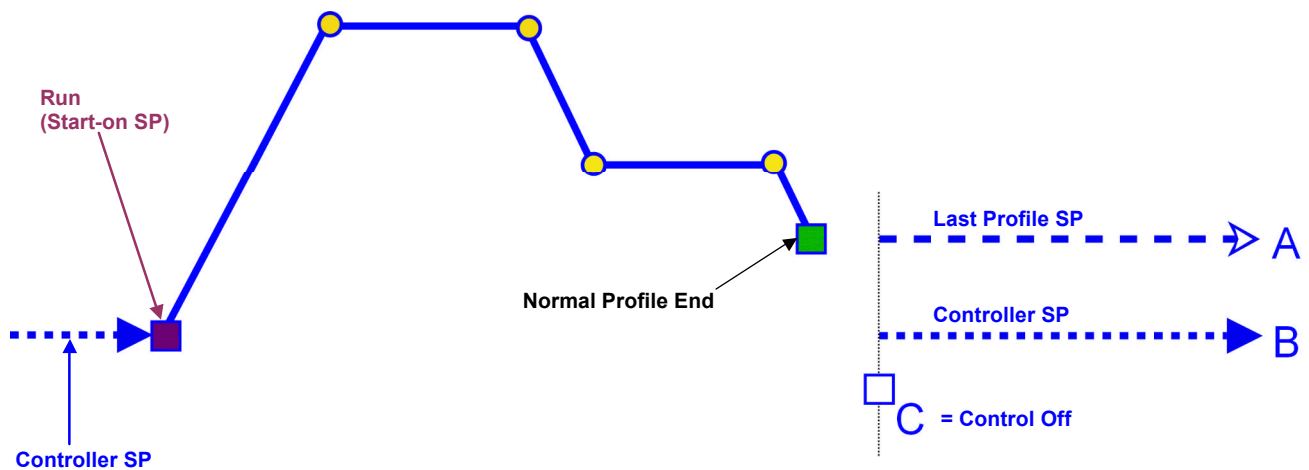 Run
(Start-on SP)
Last Profile SP
A
Normal Profile End
Controller SP
B
C = Control Off
Controller SP